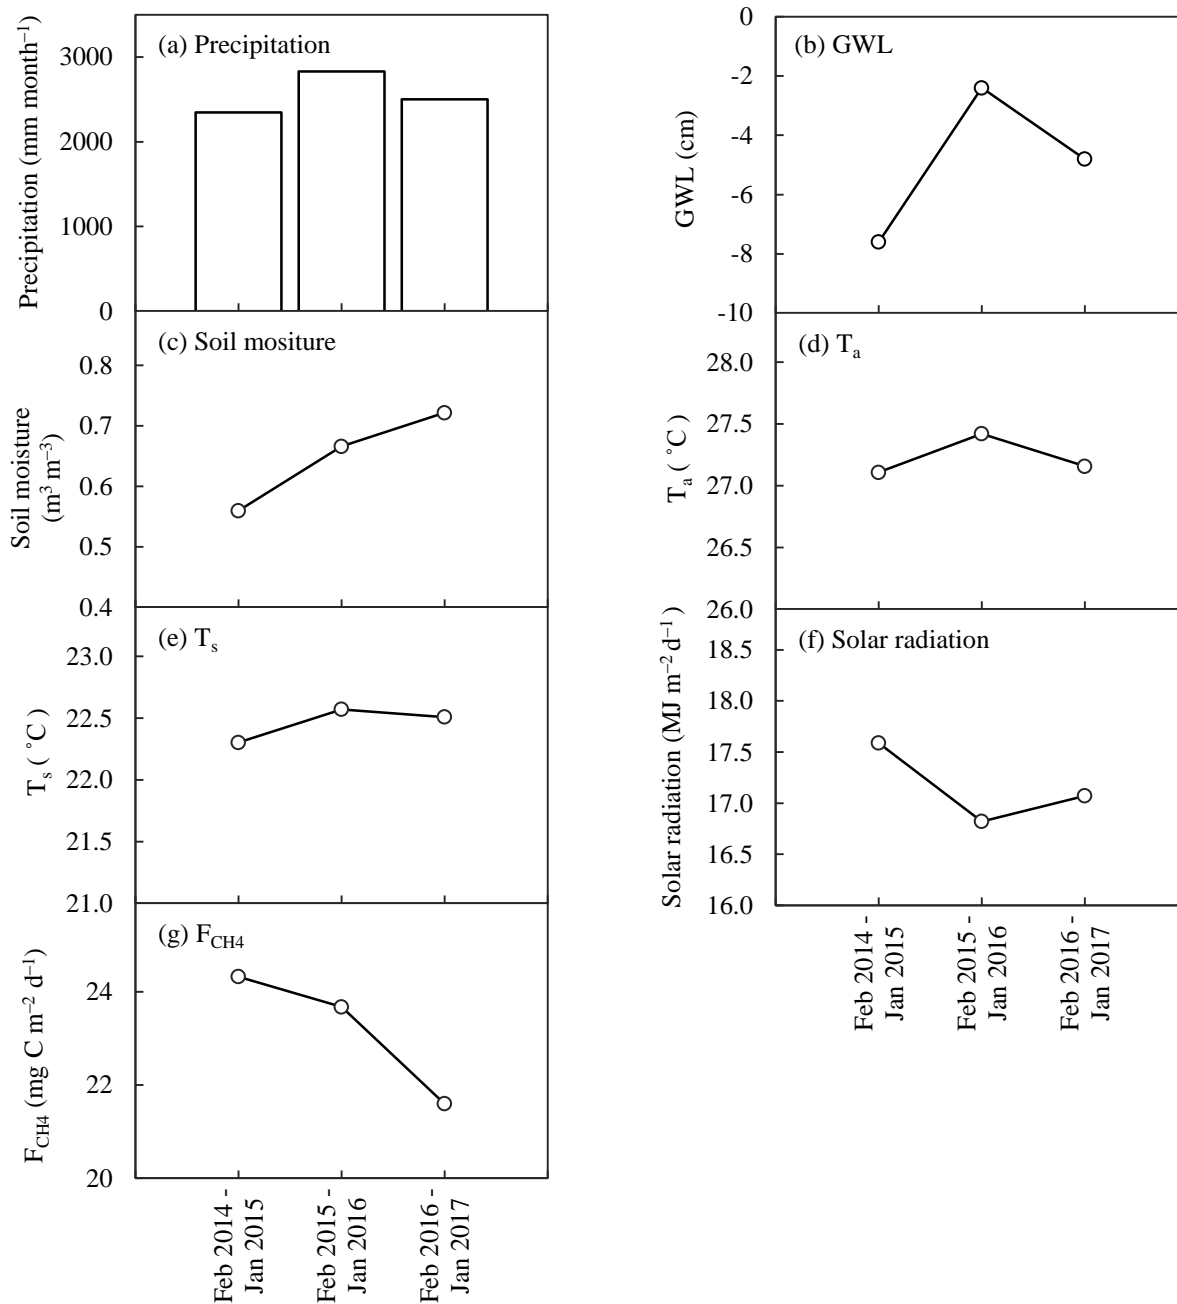 (a) Precipitation
Precipitation (mm month⁻¹)
3000
2000
1000
0
(b) GWL
GWL (cm)
0
-2
-4
-6
-8
-10
(c) Soil mositure
Soil moisture
(m³ m⁻³)
0.8
0.7
0.6
0.5
0.4
(d) Tₐ
Tₐ ( ˚C)
28.0
27.5
27.0
26.5
26.0
(e) Tₛ
Tₛ ( ˚C)
23.0
22.5
22.0
21.5
21.0
(f) Solar radiation
Solar radiation (MJ m⁻² d⁻¹)
18.5
17.5
17.0
16.5
16.0
Feb 2014 -
Jan 2015
Feb 2015 -
Jan 2016
Feb 2016 -
Jan 2017
(g) F_CH4
F_CH4 (mg C m⁻² d⁻¹)
24
22
20
Feb 2014 -
Jan 2015
Feb 2015 -
Jan 2016
Feb 2016 -
Jan 2017